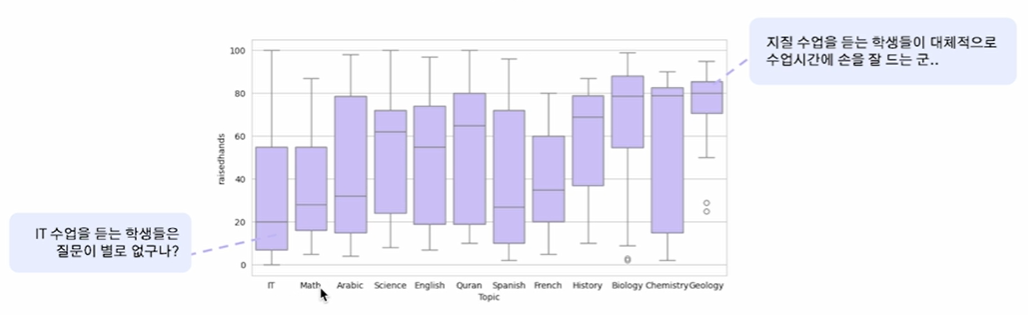 지질 수업을 듣는 학생들이 대체적으로
수업시간에 손을 잘 드는 군..
100
80
60
40
20
0
raisedhands
IT Math Arabic Science English Quran Spanish French History Biology Chemistry Geology
Topic
IT 수업을 듣는 학생들은
질문이 별로 없구나?